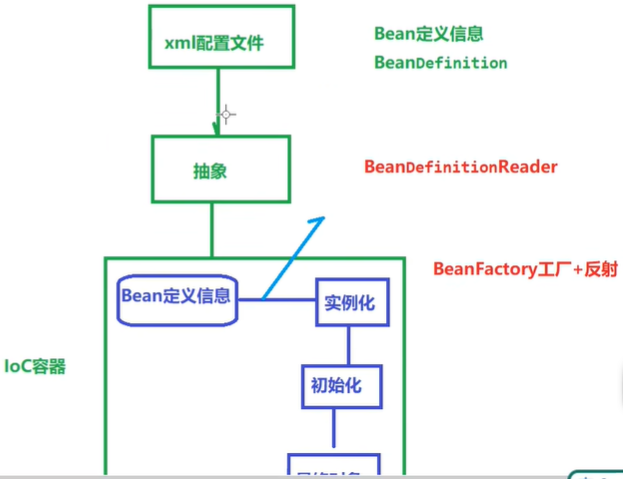 xml配置文件
Bean定义信息
BeanDefinition
抽象
BeanDefinitionReader
BeanFactory工厂+反射
Bean定义信息
实例化
IoC容器
初始化